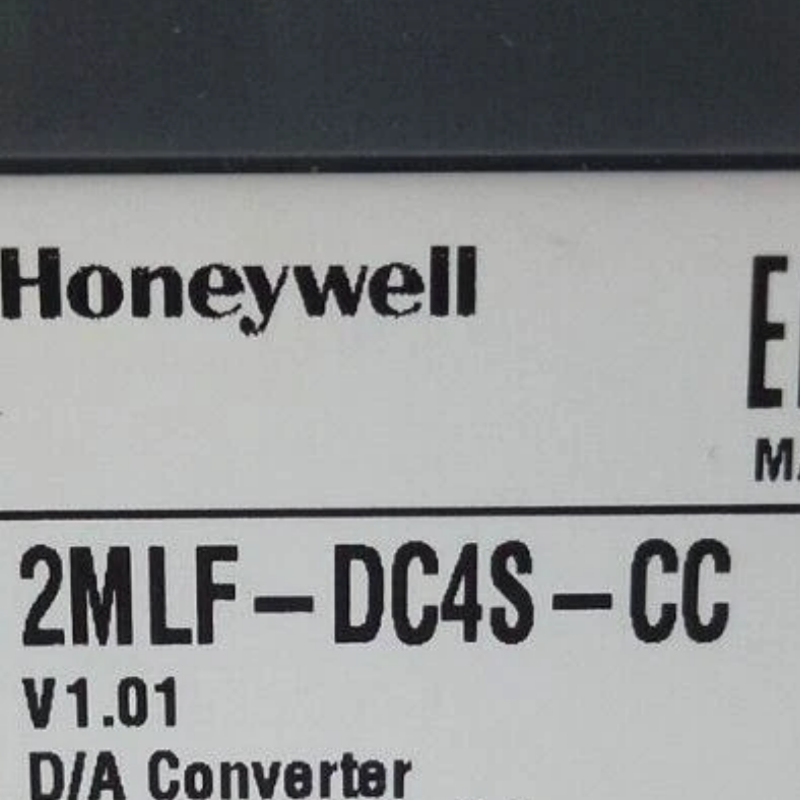 Honeywell
2MLF-DC4S-CC
V1.01
D/A Converter